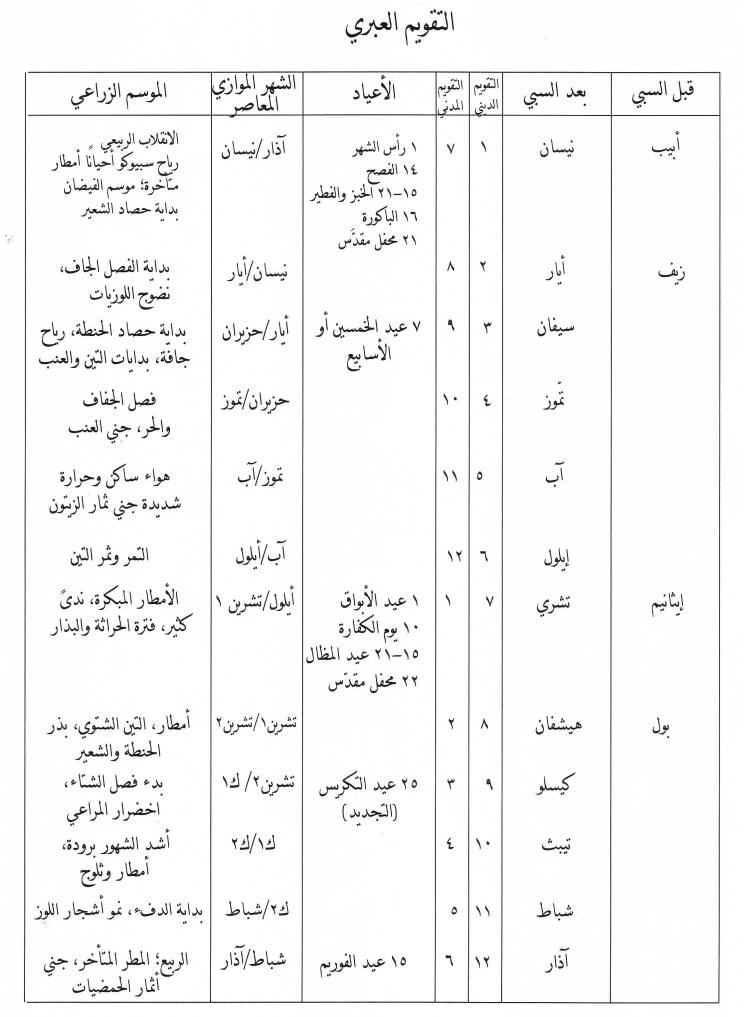 التقويم العبري
قبل السبي | بعد السبي | التقويم الديني | التقويم المدني | الأعياد | الشهر الموازي المعاصر | الموسم الزراعي
أبيب | نيسان | ١ | ٧ | ١ رأس الشهر | آذار/نيسان | الانقلاب الربيعي
١٤ الفصح | رياح سيروكو أحيانًا أمطار
١٥–٢١ الخبز والفطير | متأخرة؛ موسم الفيضان
١٦ الباكورة | بداية حصاد الشعير
٢١ محفل مقدَّس
زيف | أيار | ٢ | ٨ | نيسان/أيار | بداية الفصل الجاف،
نضوج اللوزيات
سيفان | ٣ | ٩ | ٧ عيد الخمسين أو | أيار/حزيران | بداية حصاد الحنطة، رياح
الأسابيع | جافة، بدايات التين والعنب
تمّوز | ٤ | ١٠ | حزيران/تموز | فصل الجفاف
والحر، جني العنب
آب | ٥ | ١١ | تموز/آب | هواء ساكن وحرارة
شديدة جني ثمار الزيتون
إيلول | ٦ | ١٢ | آب/أيلول | التمر وثمر التين
إيثانيم | تشري | ٧ | ١ | ١ عيد الأبواق | أيلول/تشرين ١ | الأمطار المبكرة، ندىً
١٠ يوم الكفارة | كثير، فترة الحراثة والبذار
١٥–٢١ عيد المظال
٢٢ محفل مقدّس
بول | هيشفان | ٨ | ٢ | تشرين١/تشرين٢ | أمطار، التين الشتوي، بذر
الحنطة والشعير
كيسلو | ٩ | ٣ | ٢٥ عيد التكريس | تشرين٢/ ك١ | بدء فصل الشتاء،
(التجديد) | اخضرار المراعي
تيبث | ١٠ | ٤ | ك١/ك٢ | أشد الشهور برودة،
أمطار وثلوج
شباط | ١١ | ٥ | ك٢/شباط | بداية الدفء، نمو أشجار اللوز
آذار | ١٢ | ٦ | ١٥ عيد الفوريم | شباط/آذار | الربيع؛ المطر المتأخر، جني
أثمار الحمضيات